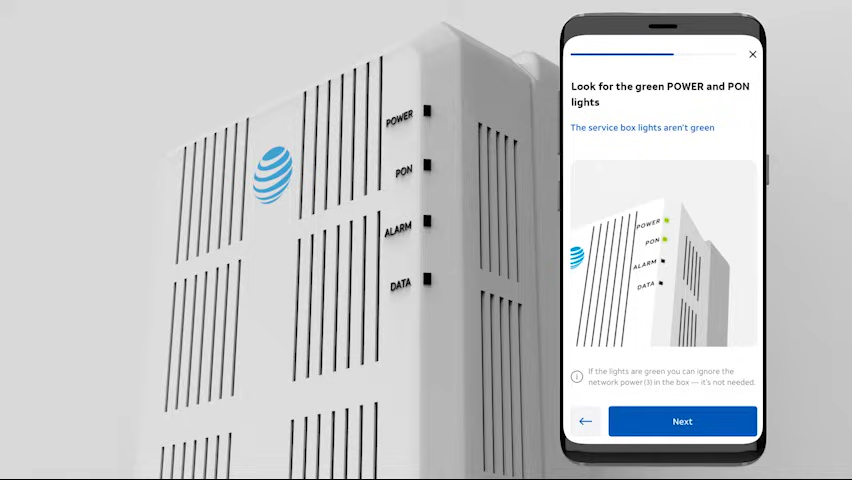 POWER
PON
ALARM
DATA
Look for the green POWER and PON
lights
The service box lights aren't green
POWER
PON
ALARM
DATA
If the lights are green you can ignore the
network power (3) in the box — it's not needed.
Next